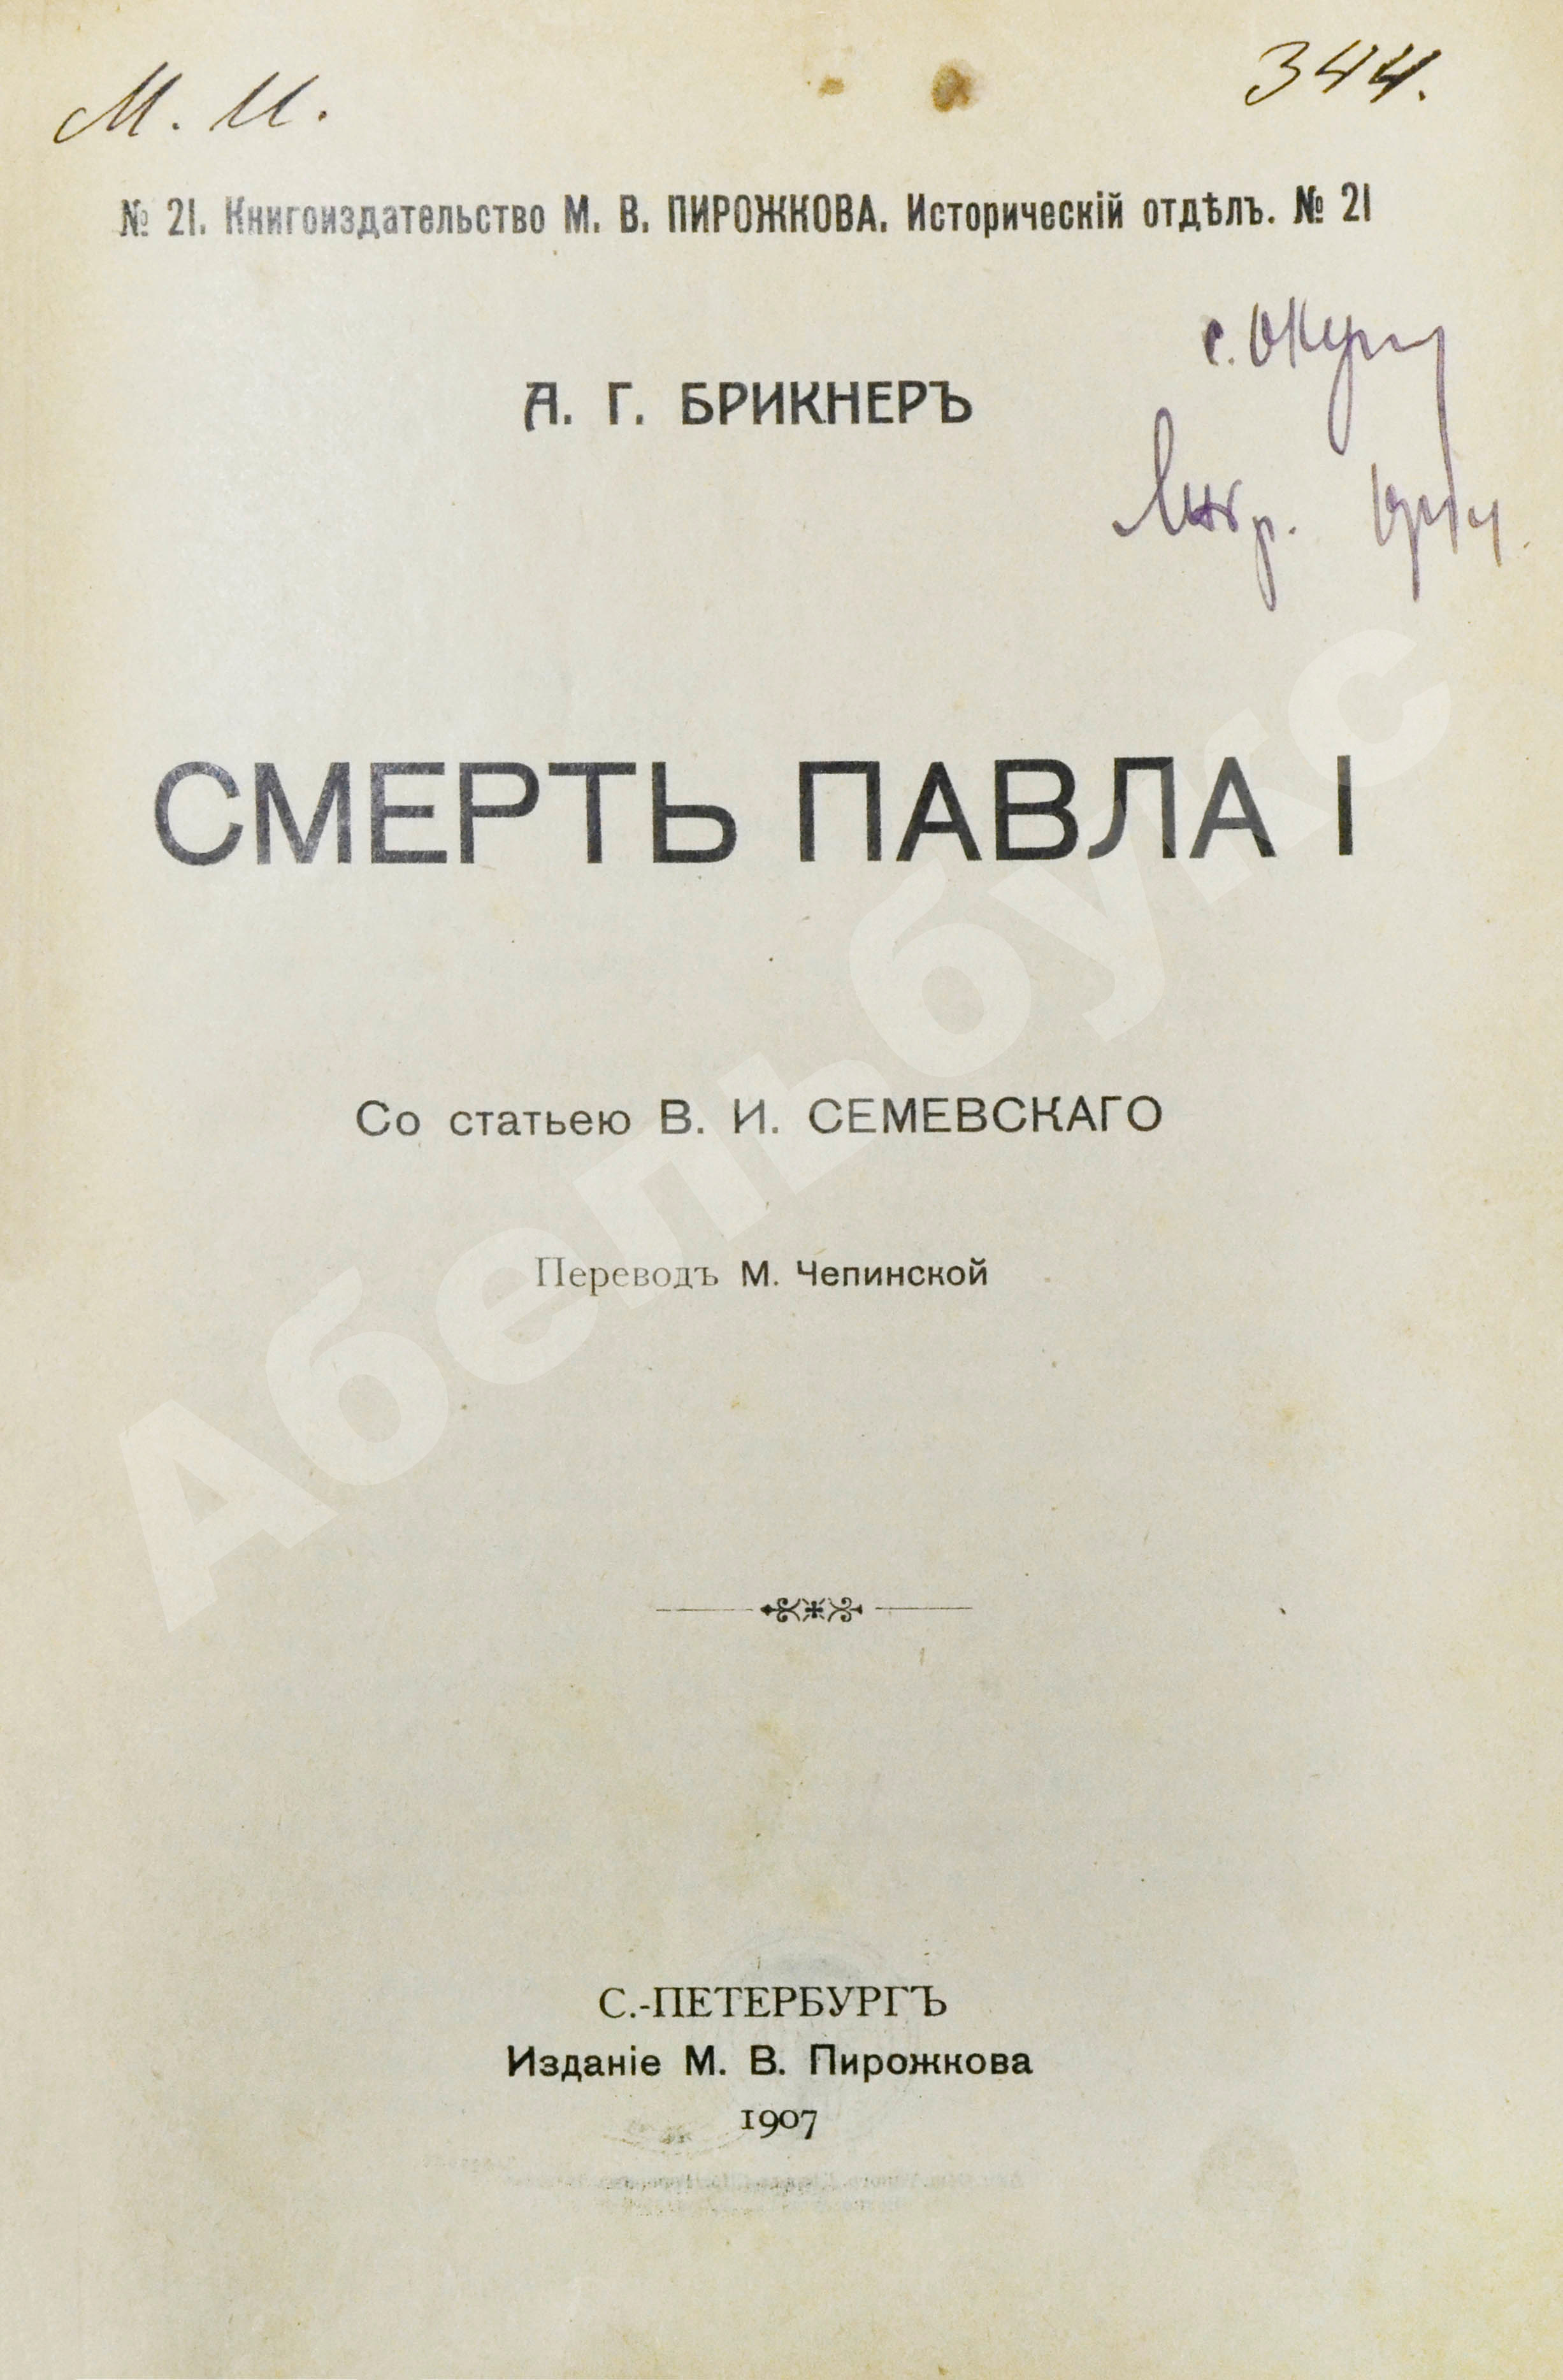 М. И.
344.
№ 21. Книгоиздательство М. В. ПИРОЖКОВА. Историческій отдѣлъ. № 21
А. Г. БРИКНЕРЪ
СМЕРТЬ ПАВЛА I
Со статьею В. И. СЕМЕВСКАГО
Переводъ М. Чепинской
С.-ПЕТЕРБУРГЪ
Изданіе М. В. Пирожкова
1907
Абельбукс